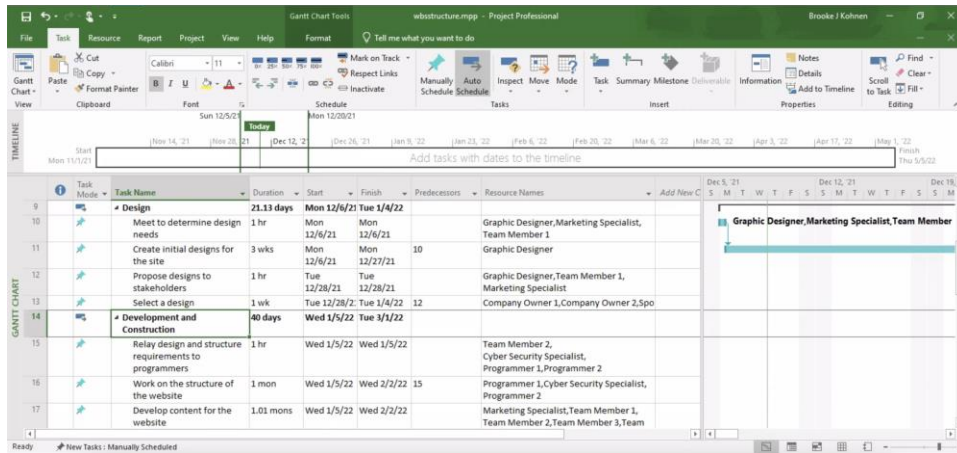 Gantt Chart Tools wbsstructure.mpp - Project Professional Brooke J Kohnen
File Task Resource Report Project View Help Format Tell me what you want to do
Gantt Chart
View
Paste
Cut
Copy
Format Painter
Clipboard
Calibri 11
B I U A
Font
Mark on Track
Respect Links
Inactivate
Schedule
Manually Schedule
Auto Schedule
Inspect Move Mode
Tasks
Task Summary Milestone Deliverable
Insert
Information
Notes
Details
Add to Timeline
Properties
Scroll to Task
Find
Clear
Fill
Editing
TIMELINE
Sun 12/5/21 Mon 12/20/21
Today
Nov 14, '21 Nov 28, '21 Dec 12, '2 Dec 26, '21 Jan 9, '22 Jan 23, '22 Feb 6, '22 Feb 20, '22 Mar 6, '22 Mar 20, '22 Apr 3, '22 Apr 17, '22 May 1, '22
Start
Mon 11/1/21
Add tasks with dates to the timeline
Finish
Thu 5/5/22
GANTT CHART
Task Mode Task Name Duration Start Finish Predecessors Resource Names Add New C
Dec 5, '21 Dec 12, '21 Dec 19,
S M T W T F S S M T W T F S S M
9 Design 21.13 days Mon 12/6/21 Tue 1/4/22
10 Meet to determine design needs 1 hr Mon 12/6/21 Mon 12/6/21 Graphic Designer,Marketing Specialist, Team Member 1
Graphic Designer,Marketing Specialist,Team Member
11 Create initial designs for the site 3 wks Mon 12/6/21 Mon 12/27/21 10 Graphic Designer
12 Propose designs to stakeholders 1 hr Tue 12/28/21 Tue 12/28/21 Graphic Designer,Team Member 1, Marketing Specialist
13 Select a design 1 wk Tue 12/28/2 Tue 1/4/22 12 Company Owner 1,Company Owner 2,Spo
14 Development and Construction 40 days Wed 1/5/22 Tue 3/1/22
15 Relay design and structure requirements to programmers 1 hr Wed 1/5/22 Wed 1/5/22 Team Member 2, Cyber Security Specialist, Programmer 1,Programmer 2
16 Work on the structure of the website 1 mon Wed 1/5/22 Wed 2/2/22 15 Programmer 1,Cyber Security Specialist, Programmer 2
17 Develop content for the website 1.01 mons Wed 1/5/22 Wed 2/2/22 Marketing Specialist,Team Member 1, Team Member 2,Team Member 3,Team
Ready New Tasks : Manually Scheduled